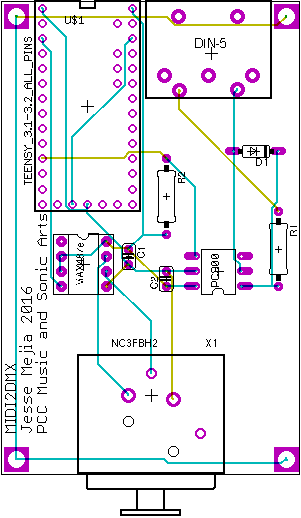 U$1
DIN-5
TEENSY_3.1-3.2_ALL_PINS
D1
R2
R1
C1
C2
PC900
NC3FBH2
X1
MIDI2DMX
Jesse Mejia 2016
PCC Music and Sonic Arts